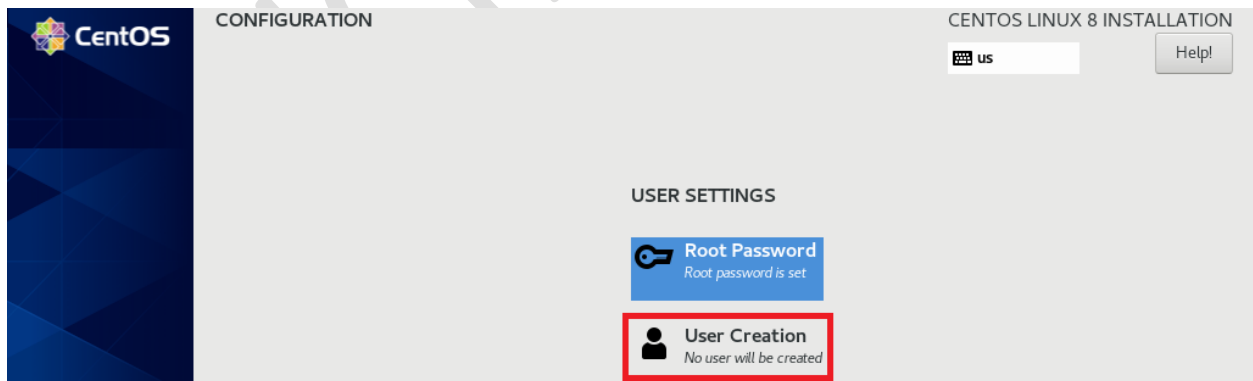 CentOS
CONFIGURATION
CENTOS LINUX 8 INSTALLATION
us
Help!
USER SETTINGS
Root Password
Root password is set
User Creation
No user will be created